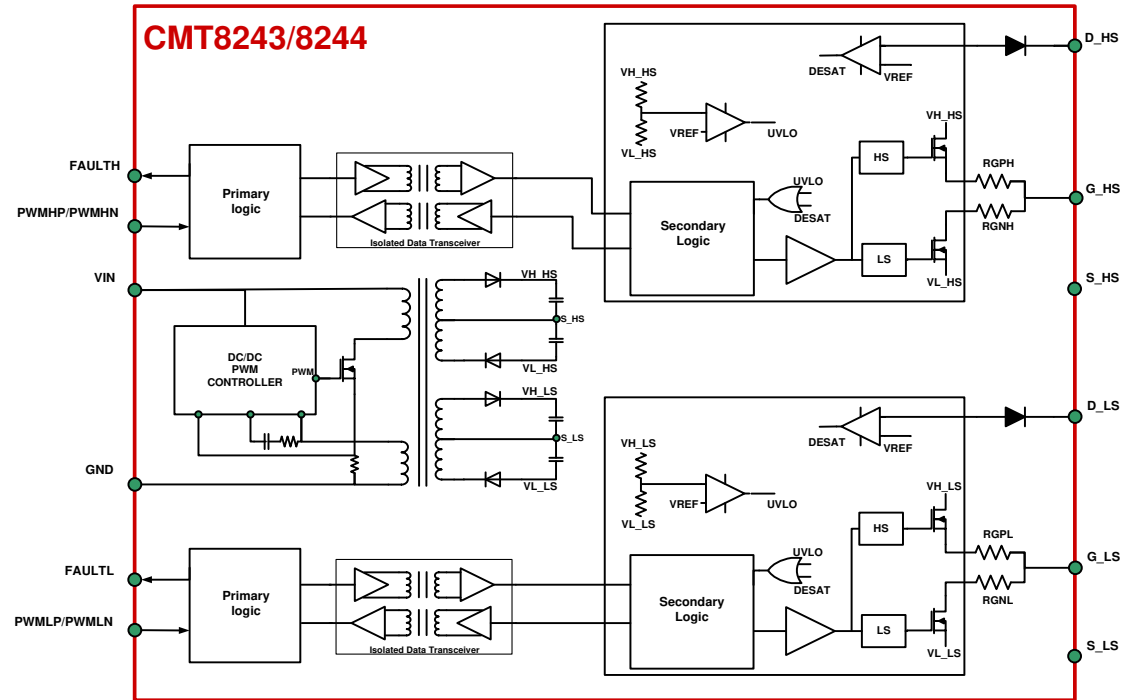 CMT8243/8244
D_HS
DESAT
VREF
VH_HS
VREF
UVLO
VL_HS
VH_HS
HS
RGPH
G_HS
RGNH
LS
VL_HS
S_HS
UVLO
DESAT
Secondary
Logic
FAULTH
PWMHP/PWMHN
Primary
logic
Isolated Data Transceiver
VIN
DC/DC
PWM
CONTROLLER
PWM
GND
VH_HS
S_HS
VL_HS
VH_LS
S_LS
VL_LS
D_LS
DESAT
VREF
VH_LS
VREF
UVLO
VL_LS
VH_LS
HS
RGPL
G_LS
RGNL
LS
VL_LS
S_LS
UVLO
DESAT
Secondary
Logic
FAULTL
PWMLP/PWMLN
Primary
logic
Isolated Data Transceiver